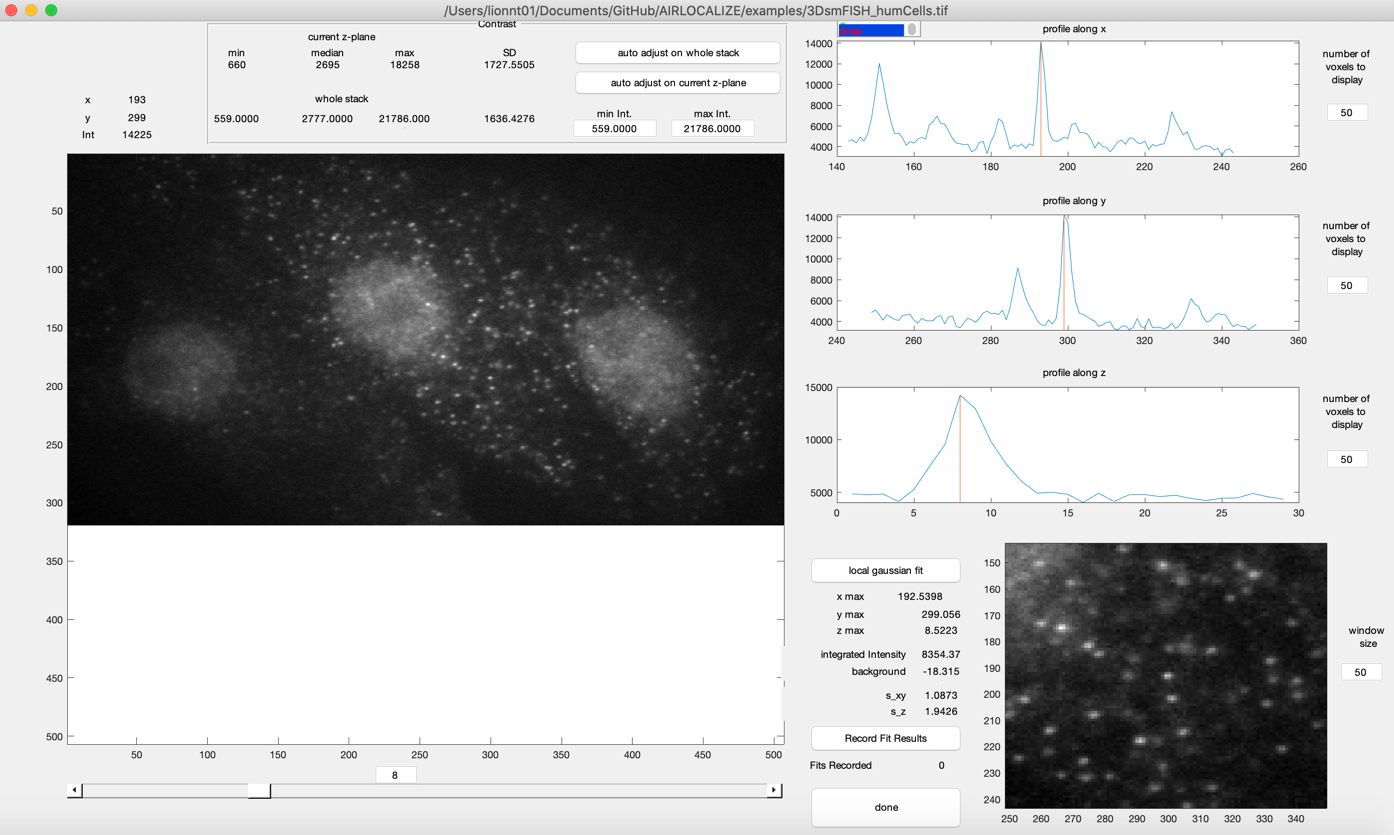 /Users/lionnt01/Documents/GitHub/AIRLOCALIZE/examples/3DsmFISH_humCells.tif
Contrast
current z-plane
min median max SD
660 2695 18258 1727.5505
whole stack
559.0000 2777.0000 21786.000 1636.4276
auto adjust on whole stack
auto adjust on current z-plane
min Int. max Int.
559.0000 21786.0000
x 193
y 299
Int 14225
50
100
150
200
250
300
350
400
450
500
50 100 150 200 250 300 350 400 450 500
8
profile along x
14000
12000
10000
8000
6000
4000
140 160 180 200 220 240 260
number of
voxels to
display
50
profile along y
14000
12000
10000
8000
6000
4000
240 260 280 300 320 340 360
number of
voxels to
display
50
profile along z
15000
10000
5000
0 5 10 15 20 25 30
number of
voxels to
display
50
local gaussian fit
x max 192.5398
y max 299.056
z max 8.5223
integrated Intensity 8354.37
background -18.315
s_xy 1.0873
s_z 1.9426
Record Fit Results
Fits Recorded 0
done
150
160
170
180
190
200
210
220
230
240
250 260 270 280 290 300 310 320 330 340
window
size
50